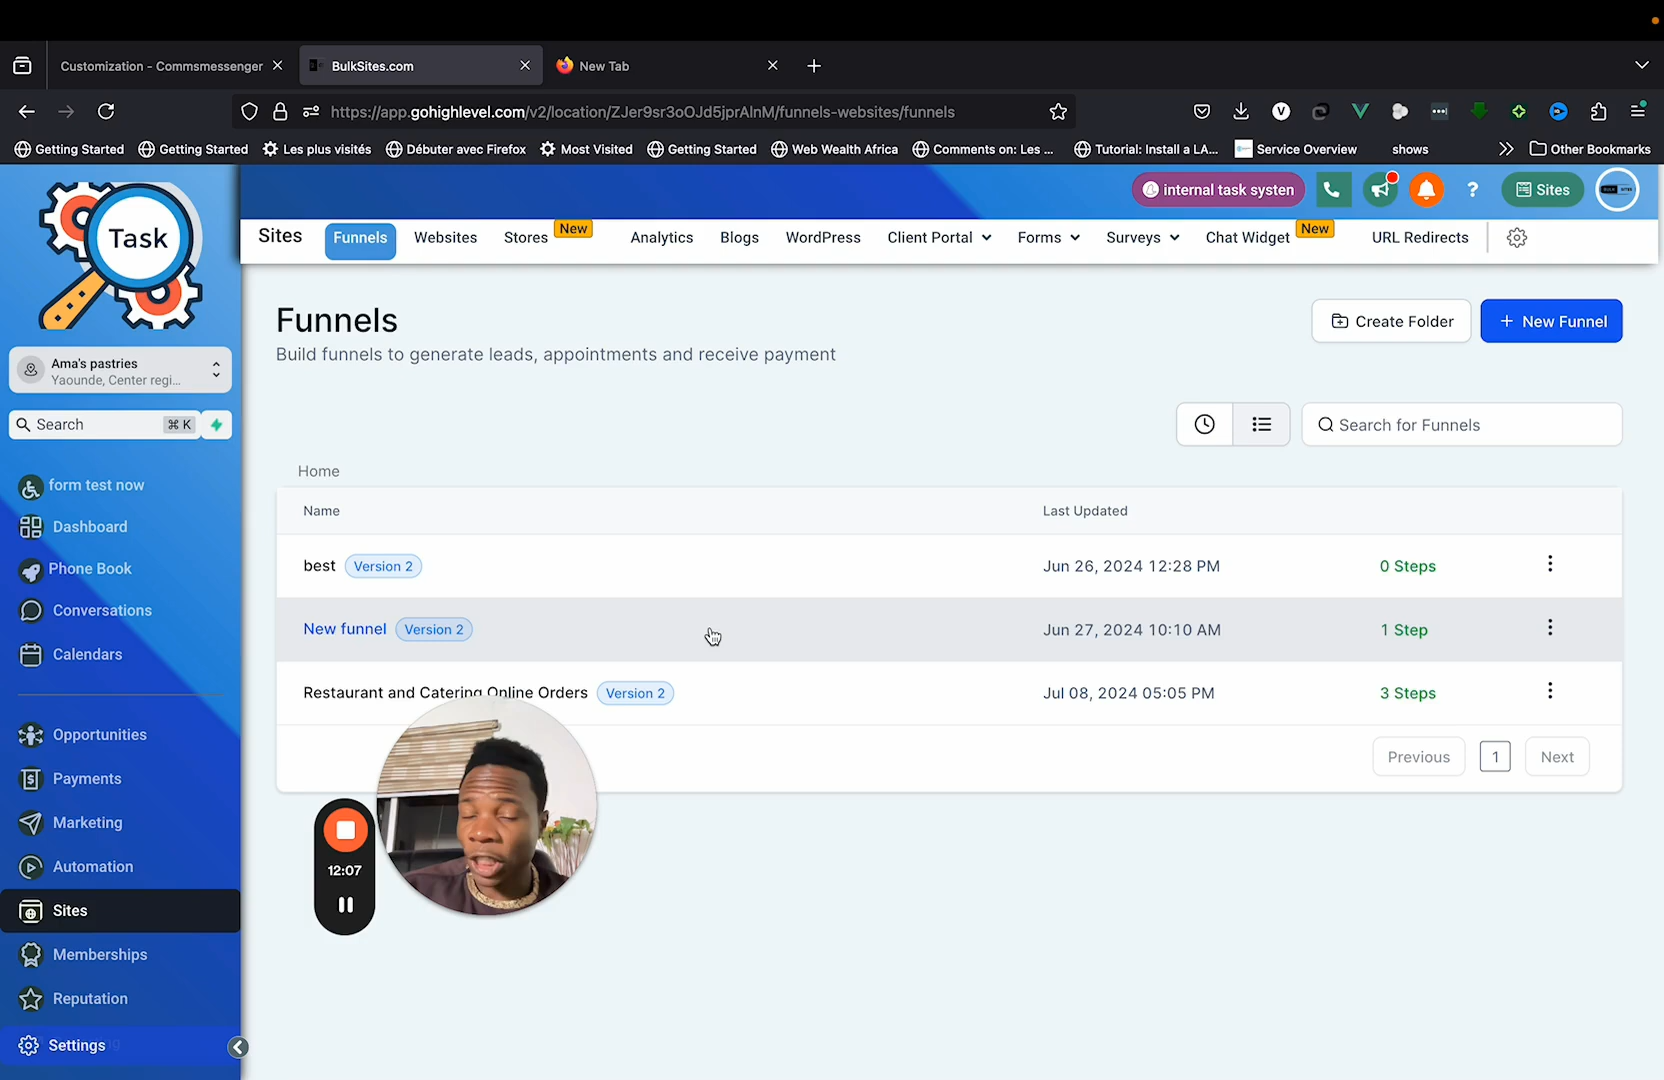 Customization - Commsmessenger
BulkSites.com
New Tab
https://app.gohighlevel.com/v2/location/ZJer9sr3oOJd5jprAlnM/funnels-websites/funnels
Getting Started
Getting Started
Les plus visités
Débuter avec Firefox
Most Visited
Getting Started
Web Wealth Africa
Comments on: Les ...
Tutorial: Install a LA...
Service Overview
shows
Other Bookmarks
Task
internal task systen
Sites
Sites
Funnels
Websites
Stores
New
Analytics
Blogs
WordPress
Client Portal
Forms
Surveys
Chat Widget
New
URL Redirects
Ama's pastries
Yaounde, Center regi...
Search
⌘ K
form test now
Dashboard
Phone Book
Conversations
Calendars
Opportunities
Payments
Marketing
Automation
Sites
Memberships
Reputation
Settings
Funnels
Build funnels to generate leads, appointments and receive payment
Create Folder
+ New Funnel
Search for Funnels
Home
Name
Last Updated
best
Version 2
Jun 26, 2024 12:28 PM
0 Steps
New funnel
Version 2
Jun 27, 2024 10:10 AM
1 Step
Restaurant and Catering Online Orders
Version 2
Jul 08, 2024 05:05 PM
3 Steps
Previous
1
Next
12:07